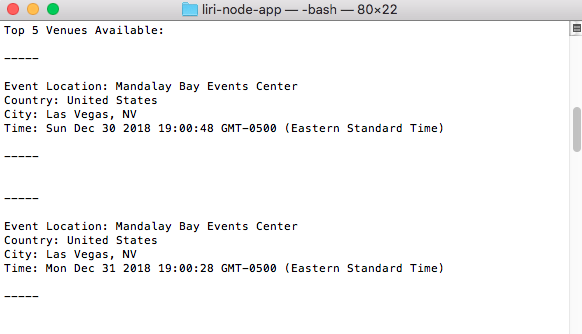 liri-node-app — -bash — 80×22
Top 5 Venues Available:
-----
Event Location: Mandalay Bay Events Center
Country: United States
City: Las Vegas, NV
Time: Sun Dec 30 2018 19:00:48 GMT-0500 (Eastern Standard Time)
-----
-----
Event Location: Mandalay Bay Events Center
Country: United States
City: Las Vegas, NV
Time: Mon Dec 31 2018 19:00:28 GMT-0500 (Eastern Standard Time)
-----